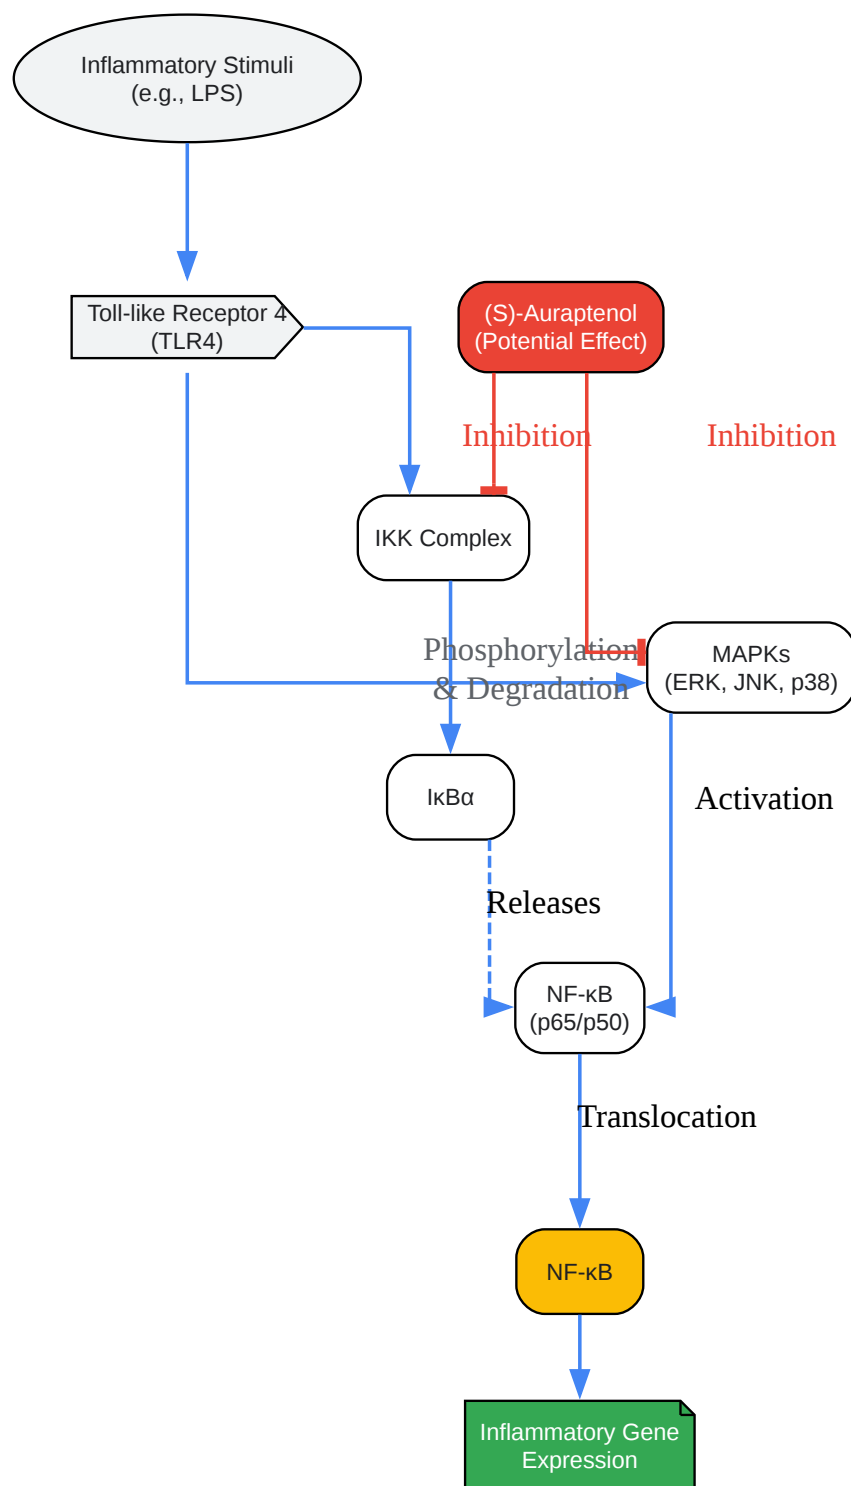 Inflammatory Stimuli
(e.g., LPS)
Toll-like Receptor 4
(TLR4)
(S)-Auraptenol
(Potential Effect)
Inhibition
Inhibition
IKK Complex
Phosphorylation
& Degradation
MAPKs
(ERK, JNK, p38)
IκBα
Activation
Releases
NF-κB
(p65/p50)
Translocation
NF-κB
Inflammatory Gene
Expression